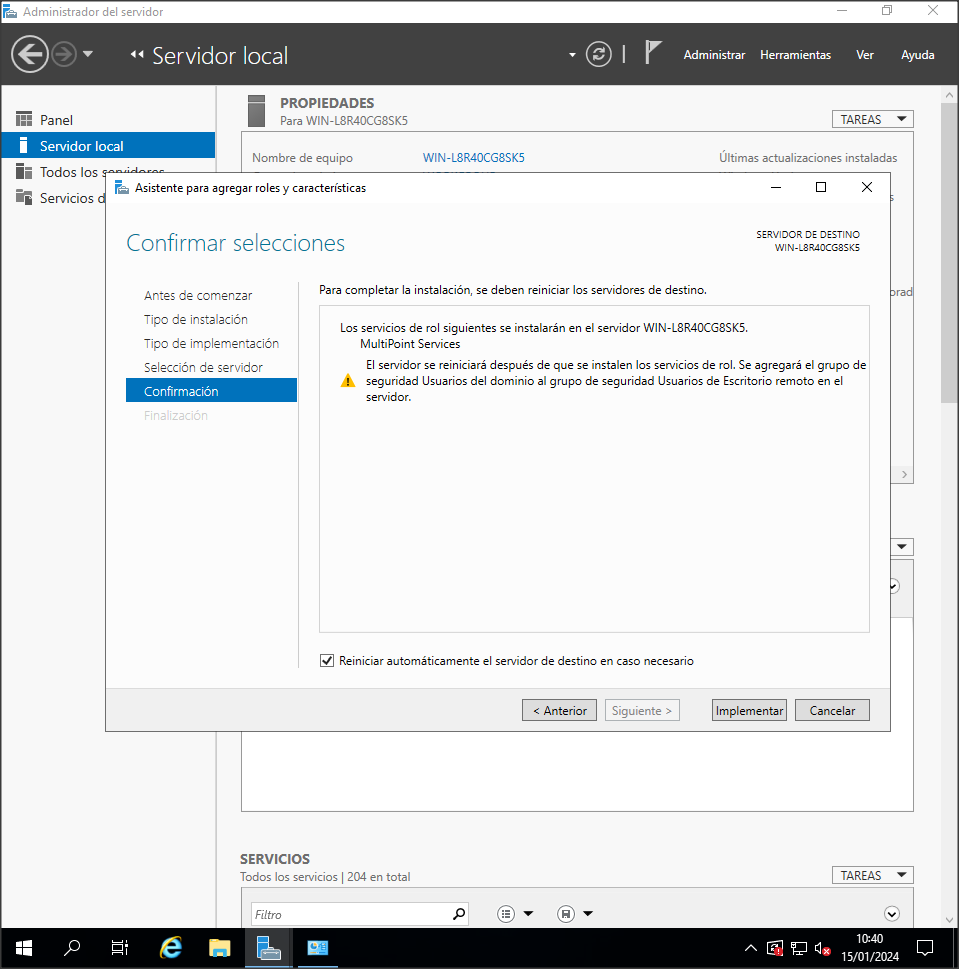 Administrador del servidor
Servidor local
Administrar
Herramientas
Ver
Ayuda
Panel
Servidor local
Todos los servidores
Servicios d
PROPIEDADES
Para WIN-L8R40CG8SK5
TAREAS
Nombre de equipo
WIN-L8R40CG8SK5
Últimas actualizaciones instaladas
Asistente para agregar roles y características
Confirmar selecciones
SERVIDOR DE DESTINO
WIN-L8R40CG8SK5
Antes de comenzar
Tipo de instalación
Tipo de implementación
Selección de servidor
Confirmación
Finalización
Para completar la instalación, se deben reiniciar los servidores de destino.
Los servicios de rol siguientes se instalarán en el servidor WIN-L8R40CG8SK5.
MultiPoint Services
El servidor se reiniciará después de que se instalen los servicios de rol. Se agregará el grupo de
seguridad Usuarios del dominio al grupo de seguridad Usuarios de Escritorio remoto en el
servidor.
orad
Reiniciar automáticamente el servidor de destino en caso necesario
< Anterior
Siguiente >
Implementar
Cancelar
SERVICIOS
Todos los servicios | 204 en total
TAREAS
Filtro
10:40
15/01/2024